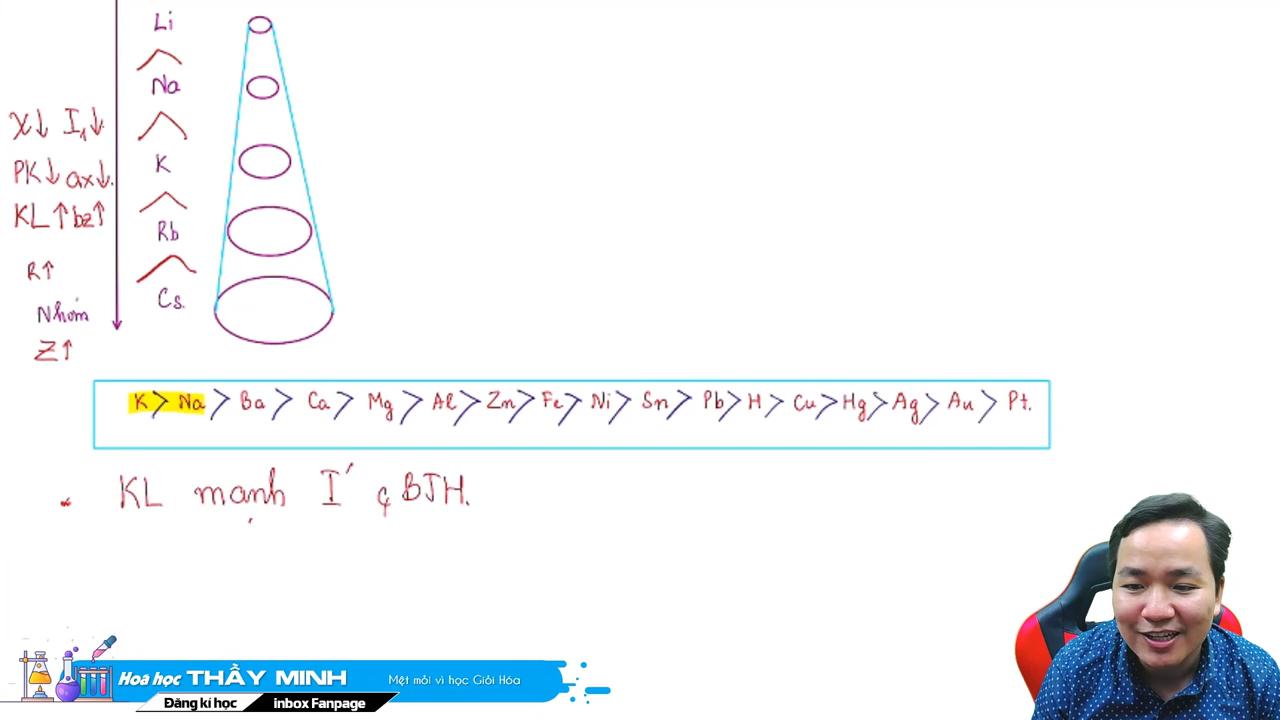 Li
Na
χ↓ I₁↓
K
PK↓ ax↓
KL↑ bz↑
Rb
R↑
Cs
Nhóm
Z↑
K > Na > Ba > Ca > Mg > Al > Zn > Fe > Ni > Sn > Pb > H > Cu > Hg > Ag > Au > Pt.
KL mạnh I' ç BTH.
Hoá học THẦY MINH
Mệt mỏi vì học Giỏi Hóa
Đăng kí học inbox Fanpage